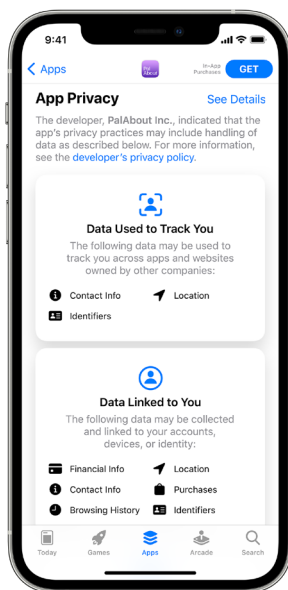 9:41
Apps
Pal
About
In-App
Purchases
GET
App Privacy
See Details
The developer, PalAbout Inc., indicated that the
app's privacy practices may include handling of
data as described below. For more information,
see the developer's privacy policy.
Data Used to Track You
The following data may be used to
track you across apps and websites
owned by other companies:
Contact Info
Location
Identifiers
Data Linked to You
The following data may be collected
and linked to your accounts,
devices, or identity:
Financial Info
Location
Contact Info
Purchases
Browsing History
Identifiers
Today
Games
Apps
Arcade
Search